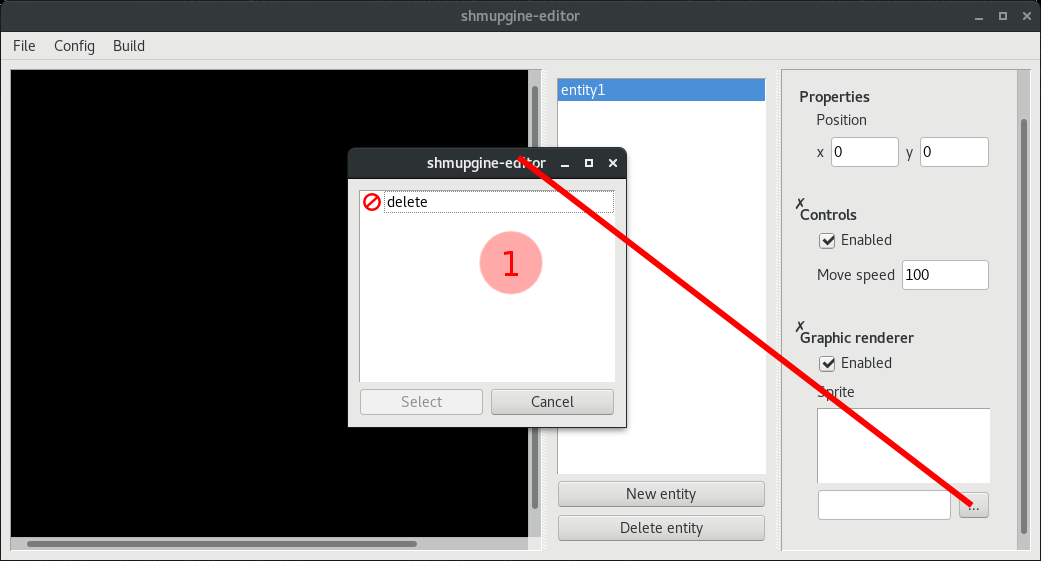 shmupgine-editor
File Config Build
entity1
Properties
Position
x 0 y 0
shmupgine-editor
delete
1
Select Cancel
Controls
Enabled
Move speed 100
Graphic renderer
Enabled
Sprite
New entity
...
Delete entity